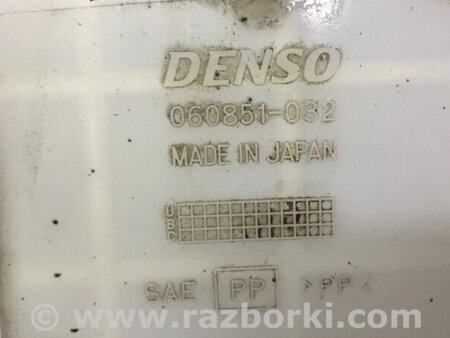 DENSO
060851-032
MADE IN JAPAN
U
B
C
SAE PP >PP<
© www.razborki.com